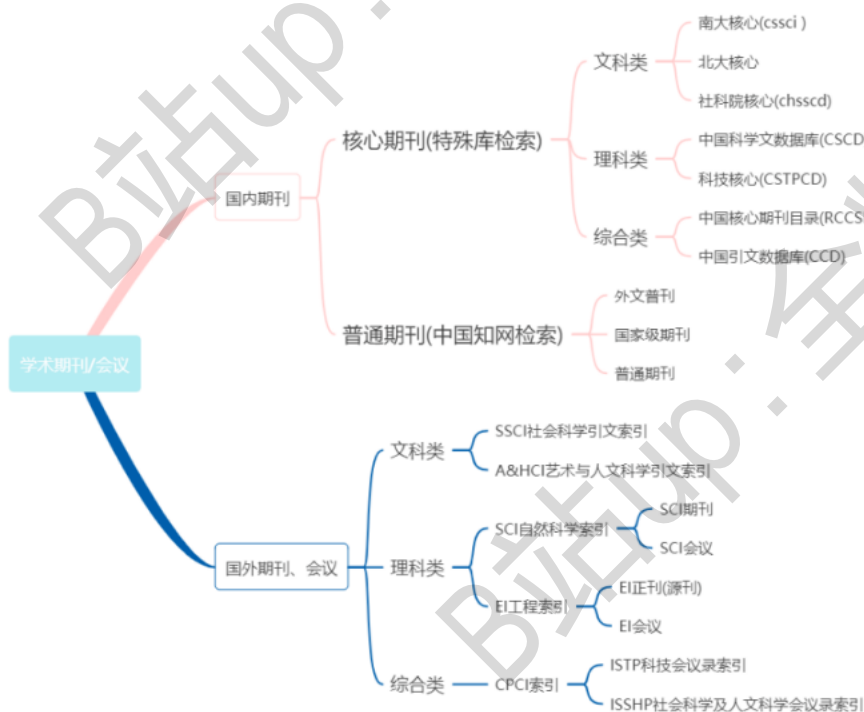 学术期刊/会议
国内期刊
核心期刊(特殊库检索)
文科类
南大核心(cssci )
北大核心
社科院核心(chsscd)
理科类
中国科学文数据库(CSCD
科技核心(CSTPCD)
综合类
中国核心期刊目录(RCCS
中国引文数据库(CCD)
普通期刊(中国知网检索)
外文普刊
国家级期刊
普通期刊
国外期刊、会议
文科类
SSCI社会科学引文索引
A&HCI艺术与人文科学引文索引
理科类
SCI自然科学索引
SCI期刊
SCI会议
EI工程索引
EI正刊(源刊)
EI会议
综合类
CPCI索引
ISTP科技会议录索引
ISSHP社会科学及人文科学会议录索引
B站up:
B站up:全